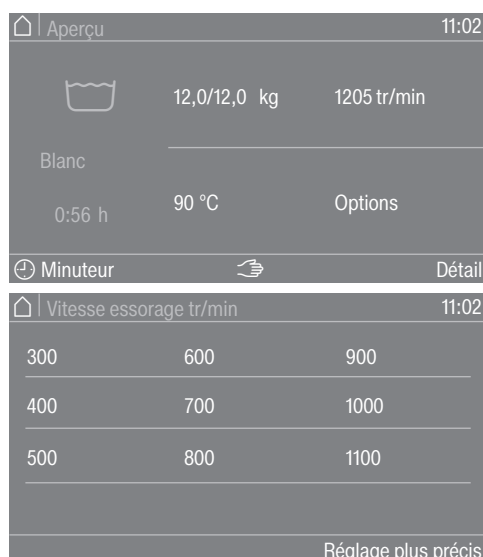 Aperçu 11:02
12,0/12,0 kg 1205 tr/min
Blanc
90 °C Options
0:56 h
Minuteur Détail
Vitesse essorage tr/min 11:02
300 600 900
400 700 1000
500 800 1100
Réglage plus précis